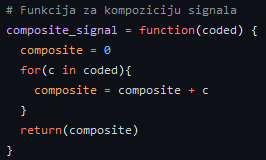 # Funkcija za kompoziciju signala
composite_signal = function(coded) {
  composite = 0
  for(c in coded){
    composite = composite + c
  }
  return(composite)
}